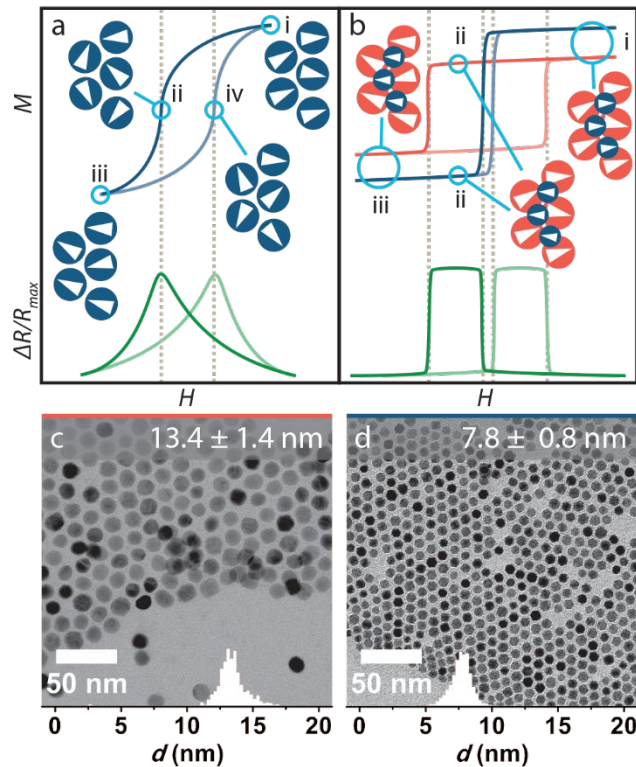 a
i
ii
iv
iii
M
ΔR/Rmax
H
b
ii
i
iii
ii
H
c
13.4 ± 1.4 nm
50 nm
0 5 10 15 20
d (nm)
d
7.8 ± 0.8 nm
50 nm
0 5 10 15 20
d (nm)